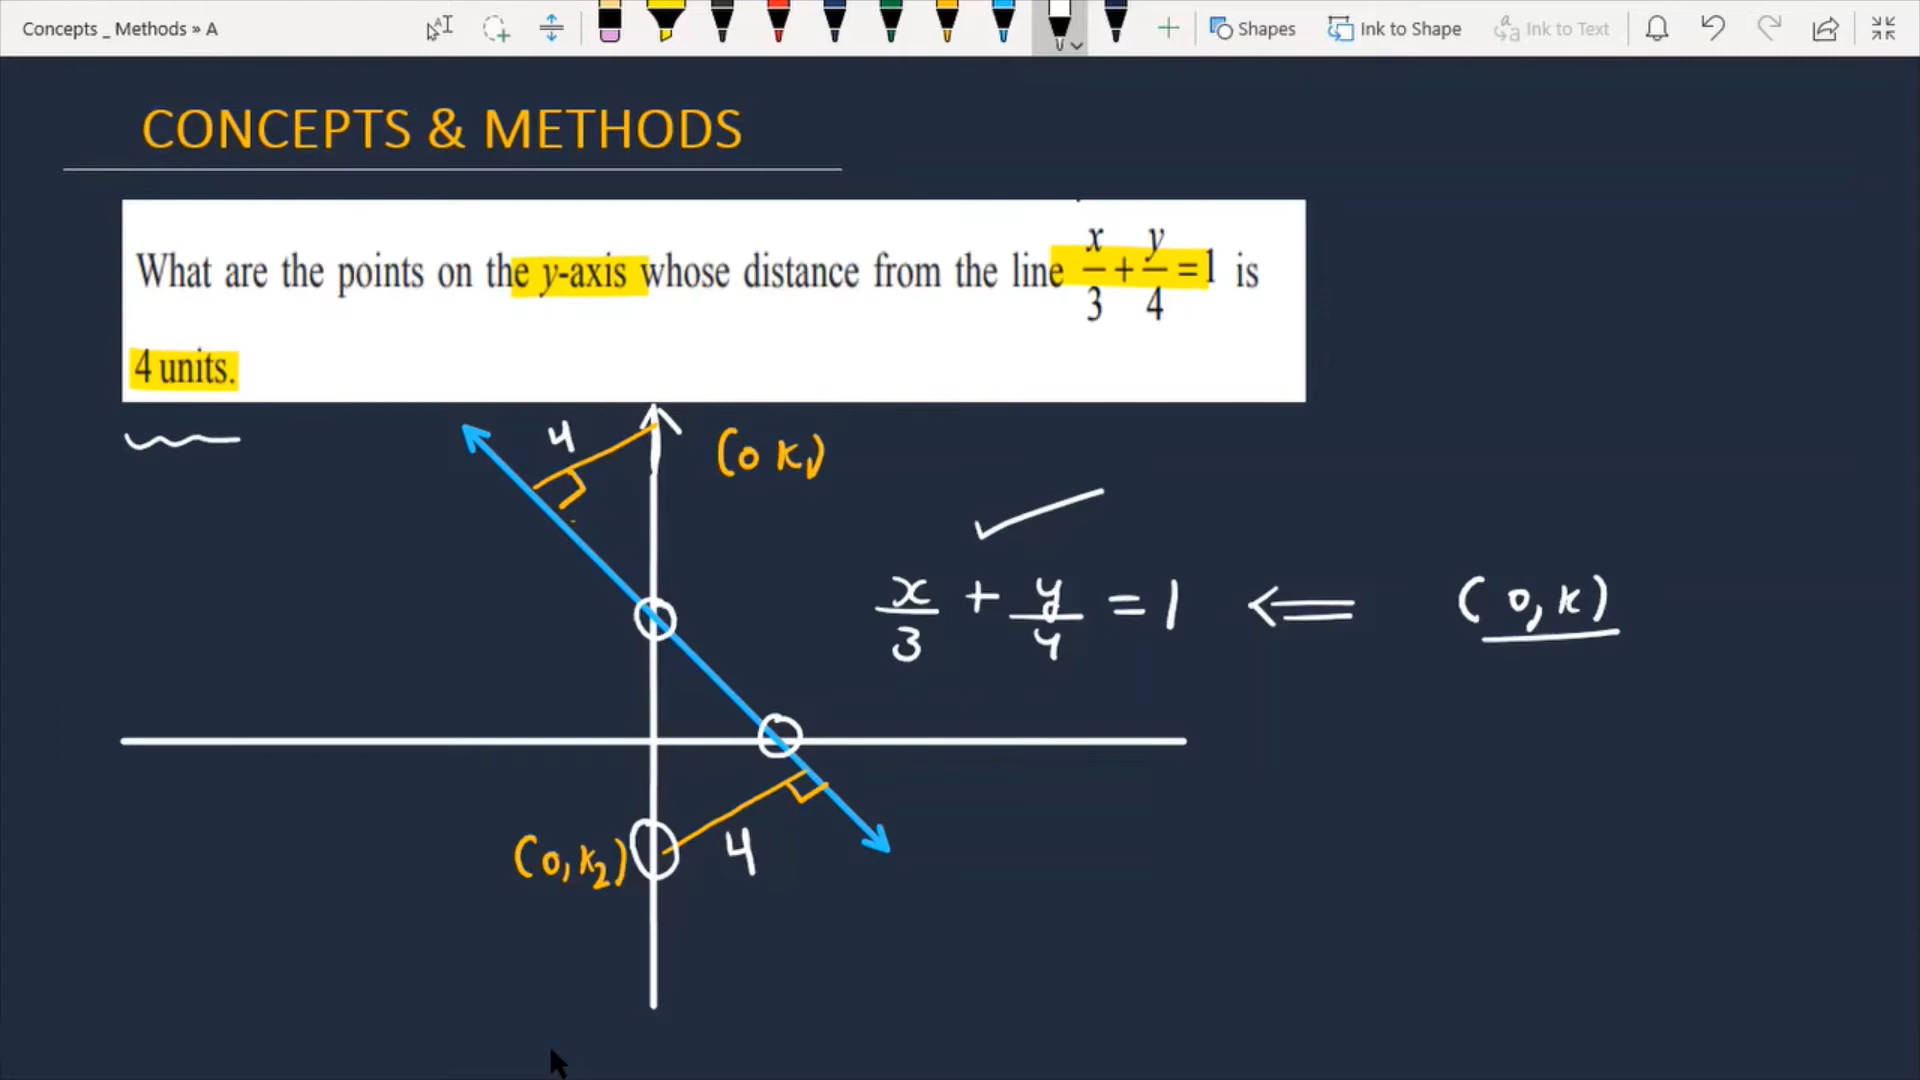 Concepts _ Methods » A
Shapes Ink to Shape Ink to Text
CONCEPTS & METHODS
What are the points on the y-axis whose distance from the line x/3 + y/4 = 1 is
4 units.
4
(0 K₁)
x/3 + y/4 = 1 ⇐ (0, K)
(0, K₂)
4